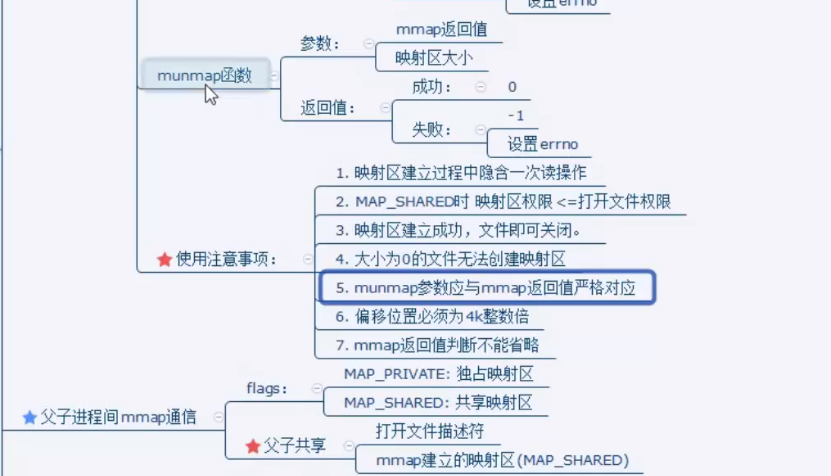 设置errno
munmap函数
参数：
mmap返回值
映射区大小
返回值：
成功：
0
失败：
-1
设置errno
使用注意事项：
1. 映射区建立过程中隐含一次读操作
2. MAP_SHARED时 映射区权限 <=打开文件权限
3. 映射区建立成功，文件即可关闭。
4. 大小为0的文件无法创建映射区
5. munmap参数应与mmap返回值严格对应
6. 偏移位置必须为4k整数倍
7. mmap返回值判断不能省略
父子进程间mmap通信
flags：
MAP_PRIVATE: 独占映射区
MAP_SHARED: 共享映射区
父子共享
打开文件描述符
mmap建立的映射区(MAP_SHARED)